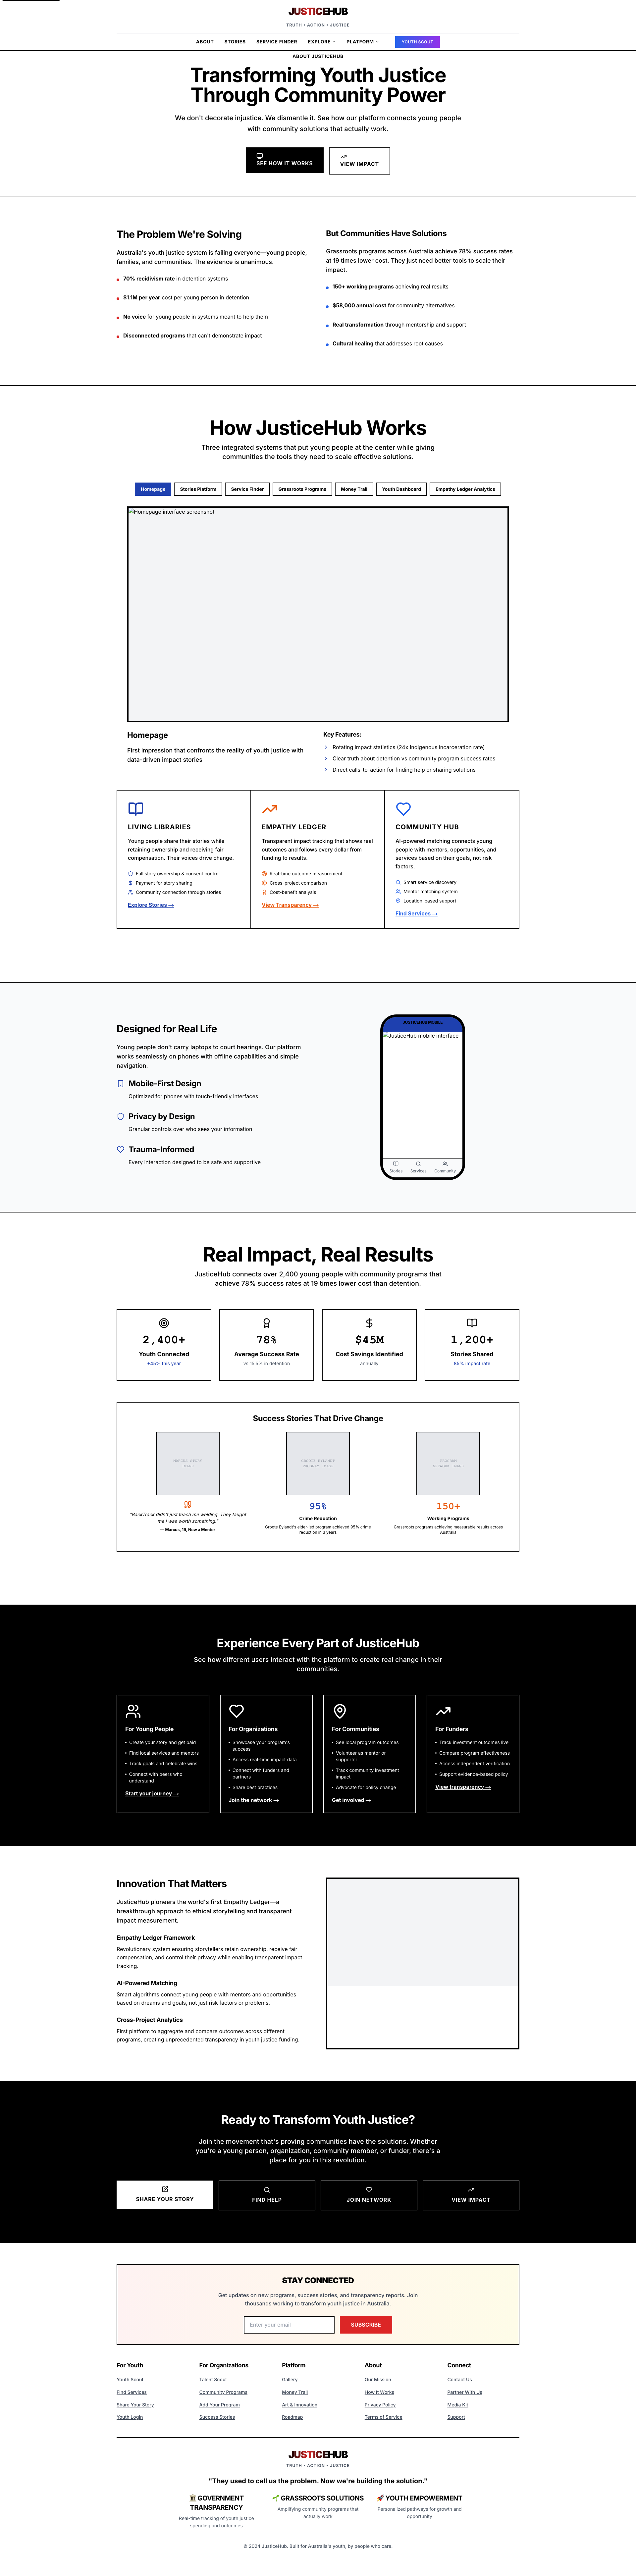 JUSTICEHUB
TRUTH • ACTION • JUSTICE
ABOUT STORIES SERVICE FINDER EXPLORE PLATFORM YOUTH SCOUT
ABOUT JUSTICEHUB
Transforming Youth Justice
Through Community Power
We don't decorate injustice. We dismantle it. See how our platform connects young people
with community solutions that actually work.
SEE HOW IT WORKS
VIEW IMPACT
The Problem We're Solving
Australia's youth justice system is failing everyone—young people,
families, and communities. The evidence is unanimous.
70% recidivism rate in detention systems
$1.1M per year cost per young person in detention
No voice for young people in systems meant to help them
Disconnected programs that can't demonstrate impact
But Communities Have Solutions
Grassroots programs across Australia achieve 78% success rates
at 19 times lower cost. They just need better tools to scale their
impact.
150+ working programs achieving real results
$58,000 annual cost for community alternatives
Real transformation through mentorship and support
Cultural healing that addresses root causes
How JusticeHub Works
Three integrated systems that put young people at the center while giving
communities the tools they need to scale effective solutions.
Homepage
Stories Platform
Service Finder
Grassroots Programs
Money Trail
Youth Dashboard
Empathy Ledger Analytics
Homepage interface screenshot
Homepage
First impression that confronts the reality of youth justice with
data-driven impact stories
Key Features:
Rotating impact statistics (24x Indigenous incarceration rate)
Clear truth about detention vs community program success rates
Direct calls-to-action for finding help or sharing solutions
LIVING LIBRARIES
Young people share their stories while
retaining ownership and receiving fair
compensation. Their voices drive change.
Full story ownership & consent control
Payment for story sharing
Community connection through stories
Explore Stories →
EMPATHY LEDGER
Transparent impact tracking that shows real
outcomes and follows every dollar from
funding to results.
Real-time outcome measurement
Cross-project comparison
Cost-benefit analysis
View Transparency →
COMMUNITY HUB
AI-powered matching connects young
people with mentors, opportunities, and
services based on their goals, not risk
factors.
Smart service discovery
Mentor matching system
Location-based support
Find Services →
Designed for Real Life
Young people don't carry laptops to court hearings. Our platform
works seamlessly on phones with offline capabilities and simple
navigation.
Mobile-First Design
Optimized for phones with touch-friendly interfaces
Privacy by Design
Granular controls over who sees your information
Trauma-Informed
Every interaction designed to be safe and supportive
JUSTICEHUB MOBILE
JusticeHub mobile interface
Stories
Services
Community
Real Impact, Real Results
JusticeHub connects over 2,400 young people with community programs that
achieve 78% success rates at 19 times lower cost than detention.
2,400+
Youth Connected
+45% this year
78%
Average Success Rate
vs 15.5% in detention
$45M
Cost Savings Identified
annually
1,200+
Stories Shared
85% impact rate
Success Stories That Drive Change
MARCUS STORY
IMAGE
"BackTrack didn't just teach me welding. They taught
me I was worth something."
— Marcus, 19, Now a Mentor
GROOTE EYLANDT
PROGRAM IMAGE
95%
Crime Reduction
Groote Eylandt's elder-led program achieved 95% crime
reduction in 3 years
PROGRAM
NETWORK IMAGE
150+
Working Programs
Grassroots programs achieving measurable results across
Australia
Experience Every Part of JusticeHub
See how different users interact with the platform to create real change in their
communities.
For Young People
• Create your story and get paid
• Find local services and mentors
• Track goals and celebrate wins
• Connect with peers who
understand
Start your journey →
For Organizations
• Showcase your program's
success
• Access real-time impact data
• Connect with funders and
partners
• Share best practices
Join the network →
For Communities
• See local program outcomes
• Volunteer as mentor or
supporter
• Track community investment
impact
• Advocate for policy change
Get involved →
For Funders
• Track investment outcomes live
• Compare program effectiveness
• Access independent verification
• Support evidence-based policy
View transparency →
Innovation That Matters
JusticeHub pioneers the world's first Empathy Ledger—a
breakthrough approach to ethical storytelling and transparent
impact measurement.
Empathy Ledger Framework
Revolutionary system ensuring storytellers retain ownership, receive fair
compensation, and control their privacy while enabling transparent impact
tracking.
AI-Powered Matching
Smart algorithms connect young people with mentors and opportunities
based on dreams and goals, not just risk factors or problems.
Cross-Project Analytics
First platform to aggregate and compare outcomes across different
programs, creating unprecedented transparency in youth justice funding.
Ready to Transform Youth Justice?
Join the movement that's proving communities have the solutions. Whether
you're a young person, organization, community member, or funder, there's a
place for you in this revolution.
SHARE YOUR STORY
FIND HELP
JOIN NETWORK
VIEW IMPACT
STAY CONNECTED
Get updates on new programs, success stories, and transparency reports. Join
thousands working to transform youth justice in Australia.
Enter your email
SUBSCRIBE
For Youth
Youth Scout
Find Services
Share Your Story
Youth Login
For Organizations
Talent Scout
Community Programs
Add Your Program
Success Stories
Platform
Gallery
Money Trail
Art & Innovation
Roadmap
About
Our Mission
How It Works
Privacy Policy
Terms of Service
Connect
Contact Us
Partner With Us
Media Kit
Support
JUSTICEHUB
TRUTH • ACTION • JUSTICE
"They used to call us the problem. Now we're building the solution."
GOVERNMENT
TRANSPARENCY
Real-time tracking of youth justice
spending and outcomes
GRASSROOTS SOLUTIONS
Amplifying community programs that
actually work
YOUTH EMPOWERMENT
Personalized pathways for growth and
opportunity
© 2024 JusticeHub. Built for Australia's youth, by people who care.